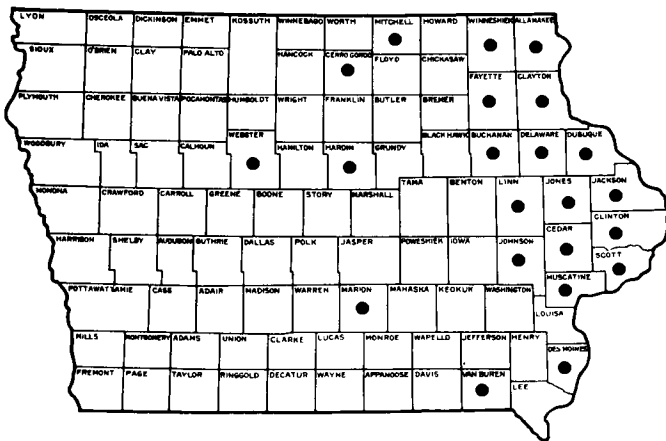 LYON OSCEOLA DICKINSON EMMET KOSSUTH WINNEBAGO WORTH MITCHELL HOWARD WINNESHIEK ALLAMAKEE
SIOUX O'BRIEN CLAY PALO ALTO HANCOCK CERRO GORDO FLOYD CHICKASAW
FAYETTE CLAYTON
PLYMOUTH CHEROKEE BUENA VISTA POCAHONTAS HUMBOLDT WRIGHT FRANKLIN BUTLER BREMER
WOODBURY IDA SAC CALHOUN WEBSTER HAMILTON HARDIN GRUNDY BLACK HAWK BUCHANAN DELAWARE DUBUQUE
MONONA CRAWFORD CARROLL GREENE BOONE STORY MARSHALL TAMA BENTON LINN JONES JACKSON
CLINTON
CEDAR
HARRISON SHELBY AUDUBON GUTHRIE DALLAS POLK JASPER POWESHIEK IOWA JOHNSON
SCOTT
MUSCATINE
POTTAWATTAMIE CASS ADAIR MADISON WARREN MARION MAHASKA KEOKUK WASHINGTON
LOUISA
MILLS MONTGOMERY ADAMS UNION CLARKE LUCAS MONROE WAPELLO JEFFERSON HENRY
DES MOINES
FREMONT PAGE TAYLOR RINGGOLD DECATUR WAYNE APPANOOSE DAVIS VAN BUREN
LEE